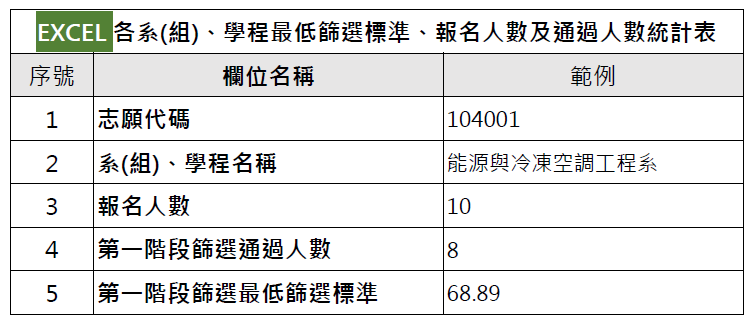 EXCEL 各系(組)、學程最低篩選標準、報名人數及通過人數統計表
序號 欄位名稱 範例
1 志願代碼 104001
2 系(組)、學程名稱 能源與冷凍空調工程系
3 報名人數 10
4 第一階段篩選通過人數 8
5 第一階段篩選最低篩選標準 68.89